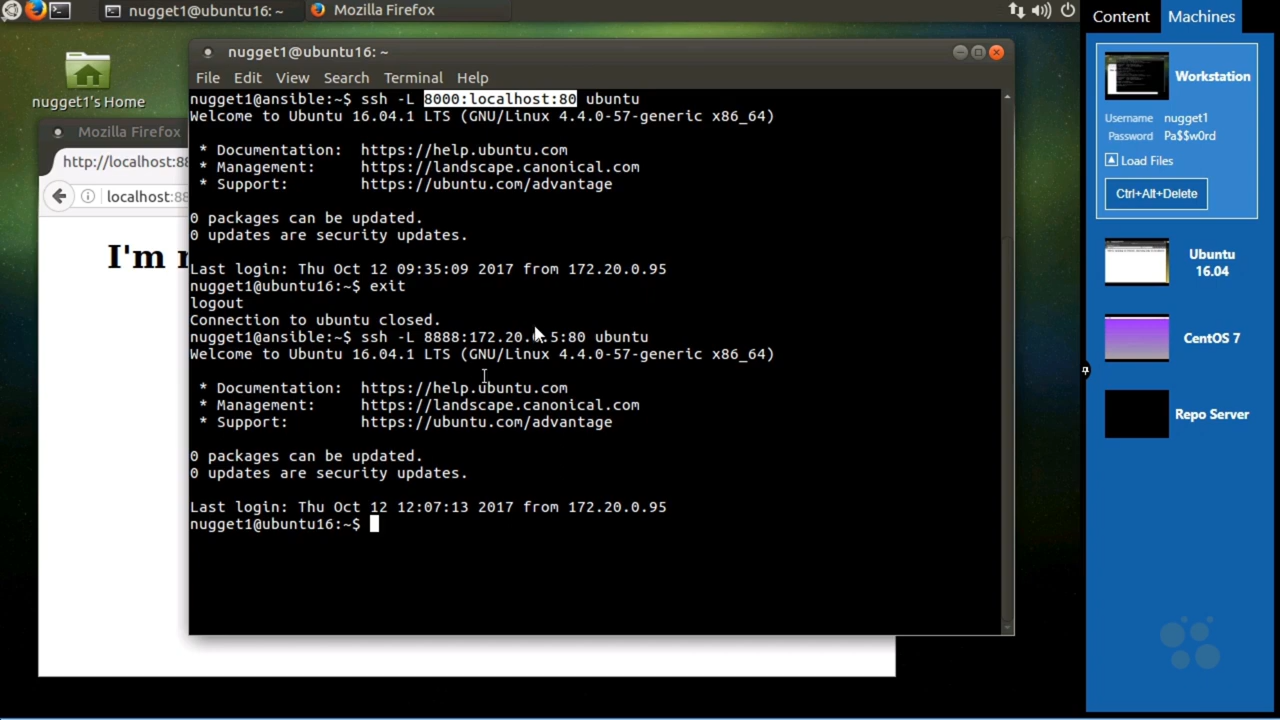 nugget1@ubuntu16: ~
Mozilla Firefox
Content
Machines
nugget1's Home
nugget1@ubuntu16: ~
File Edit View Search Terminal Help
nugget1@ansible:~$ ssh -L 8000:localhost:80 ubuntu
Welcome to Ubuntu 16.04.1 LTS (GNU/Linux 4.4.0-57-generic x86_64)
* Documentation: https://help.ubuntu.com
* Management: https://landscape.canonical.com
* Support: https://ubuntu.com/advantage
0 packages can be updated.
0 updates are security updates.
Last login: Thu Oct 12 09:35:09 2017 from 172.20.0.95
nugget1@ubuntu16:~$ exit
logout
Connection to ubuntu closed.
nugget1@ansible:~$ ssh -L ubuntu
Welcome to Ubuntu 16.04.1 LTS (GNU/Linux 4.4.0-57-generic x86_64)
* Documentation: https://help.ubuntu.com
* Management: https://landscape.canonical.com
* Support: https://ubuntu.com/advantage
0 packages can be updated.
0 updates are security updates.
Last login: Thu Oct 12 12:07:13 2017 from 172.20.0.95
nugget1@ubuntu16:~$
Mozilla Firefox
http://localhost:88
localhost:88
I'm
Workstation
Username nugget1
Password Pa$$w0rd
Load Files
Ctrl+Alt+Delete
Ubuntu
16.04
CentOS 7
Repo Server